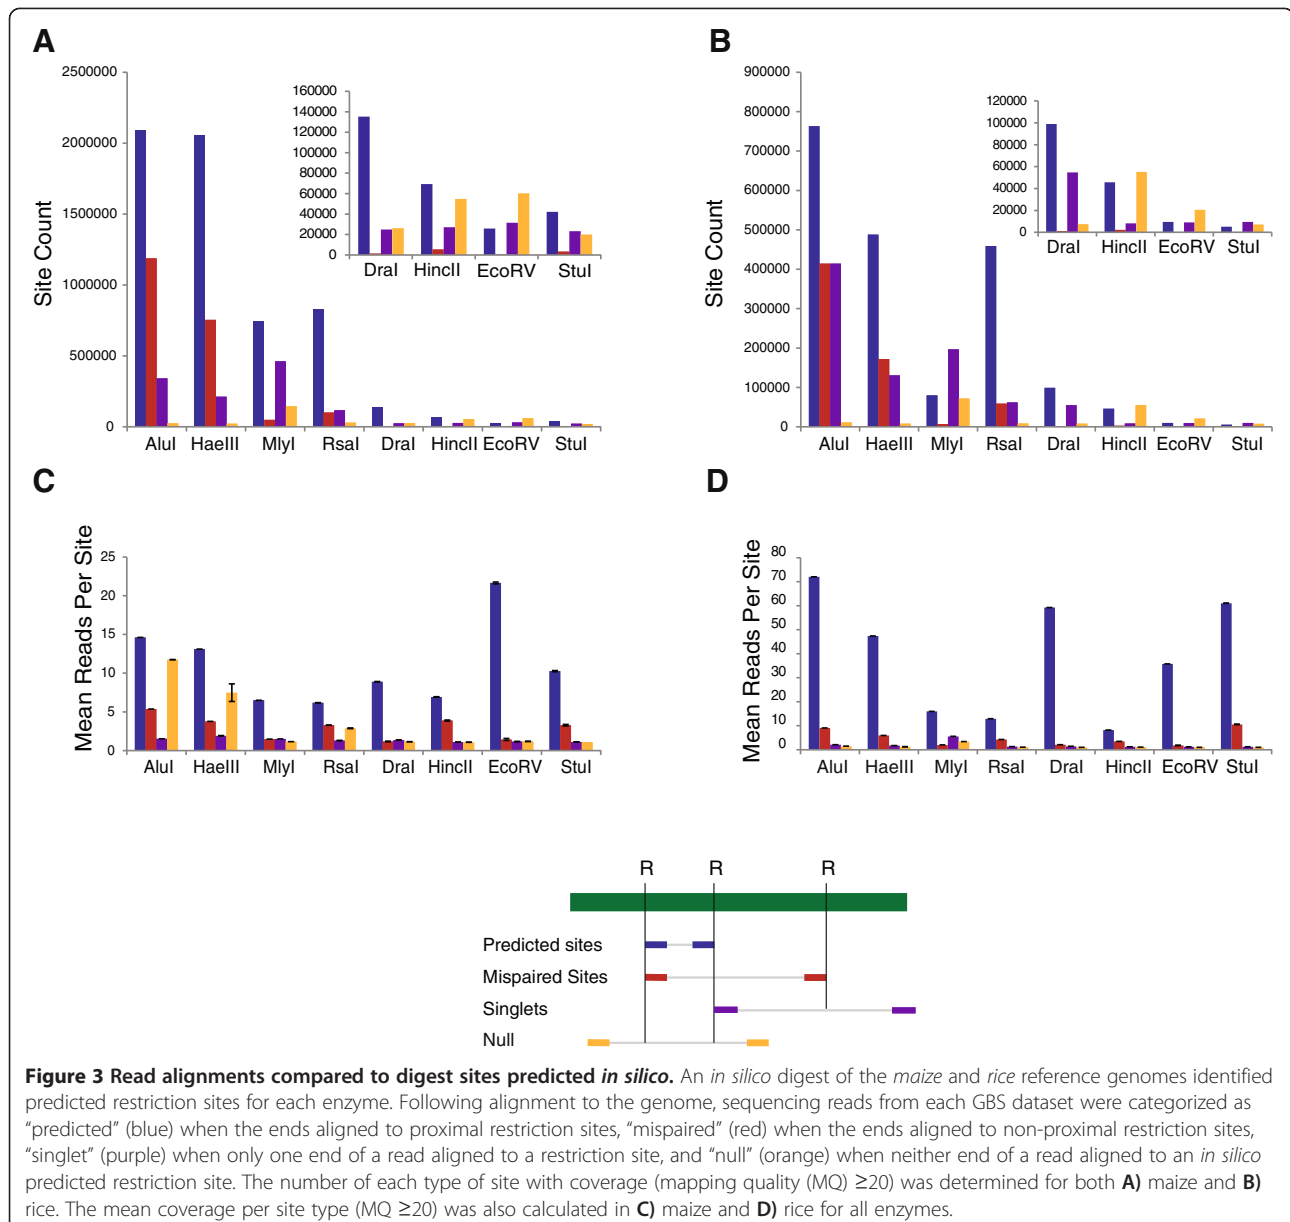 A
2500000
2000000
1500000
1000000
500000
0
Site Count
AluI HaeIII MlyI RsaI DraI HincII EcoRV StuI
160000
140000
120000
100000
80000
60000
40000
20000
0
DraI HincII EcoRV StuI
B
900000
800000
700000
600000
500000
400000
300000
200000
100000
0
Site Count
AluI HaeIII MlyI RsaI DraI HincII EcoRV StuI
120000
100000
80000
60000
40000
20000
0
DraI HincII EcoRV StuI
C
25
20
15
10
5
0
Mean Reads Per Site
AluI HaeIII MlyI RsaI DraI HincII EcoRV StuI
D
80
70
60
50
40
30
20
10
0
Mean Reads Per Site
AluI HaeIII MlyI RsaI DraI HincII EcoRV StuI
R R R
Predicted sites
Mispaired Sites
Singlets
Null
Figure 3 Read alignments compared to digest sites predicted in silico. An in silico digest of the maize and rice reference genomes identified
predicted restriction sites for each enzyme. Following alignment to the genome, sequencing reads from each GBS dataset were categorized as
“predicted” (blue) when the ends aligned to proximal restriction sites, “mispaired” (red) when the ends aligned to non-proximal restriction sites,
“singlet” (purple) when only one end of a read aligned to a restriction site, and “null” (orange) when neither end of a read aligned to an in silico
predicted restriction site. The number of each type of site with coverage (mapping quality (MQ) ≥20) was determined for both A) maize and B)
rice. The mean coverage per site type (MQ ≥20) was also calculated in C) maize and D) rice for all enzymes.